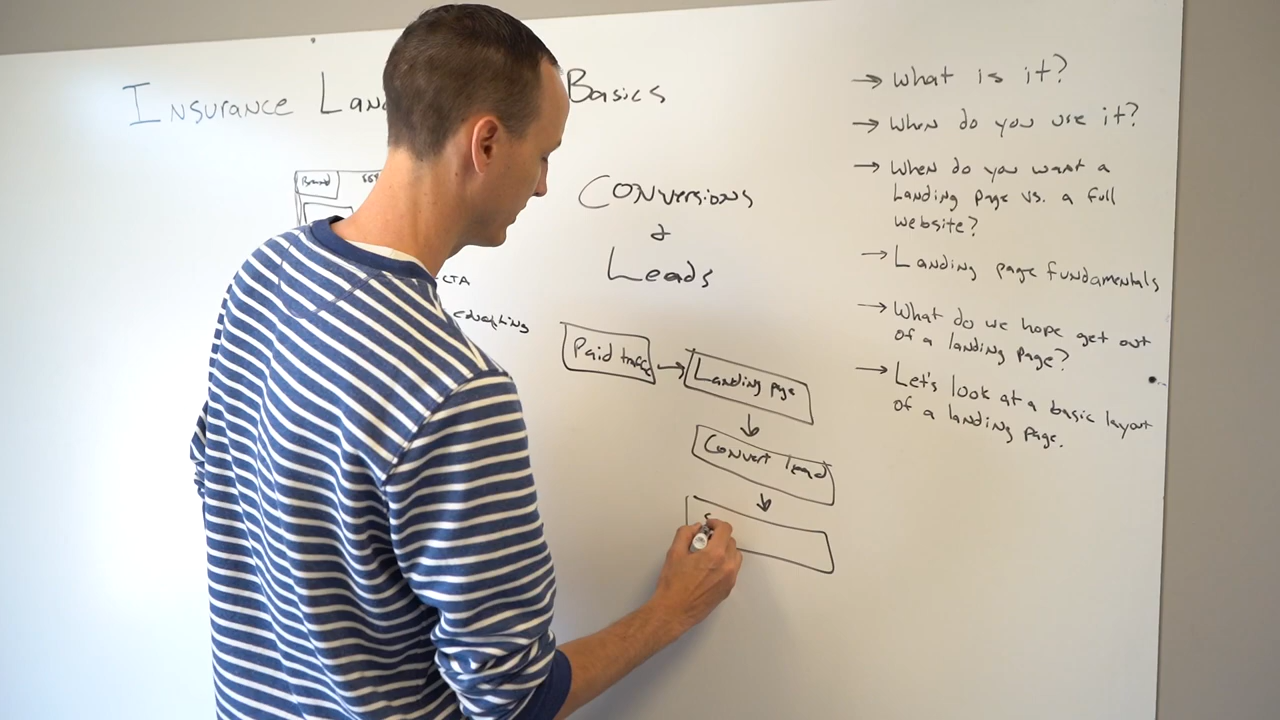 Insurance Lan Basics
Brand
CTA
Conversions
&
Leads
Paid traffic
Landing page
Convert lead
S
→ What is it?
→ When do you use it?
→ When do you want a
Landing page vs. a full
website?
→ Landing page fundamentals
→ What do we hope get out
of a landing page?
→ Let's look at a basic layout
of a landing page.